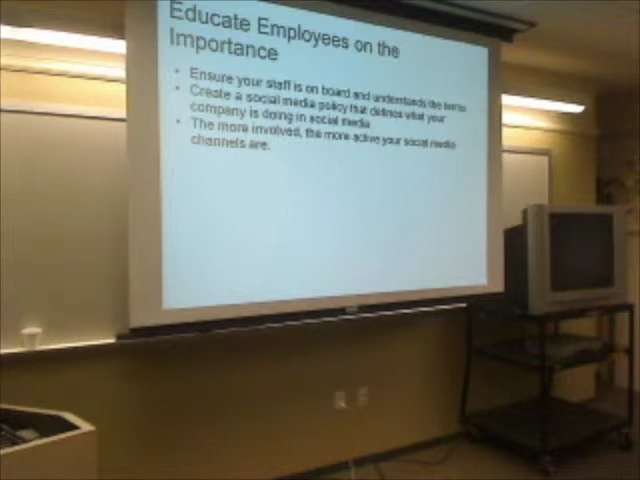 Educate Employees on the
Importance
• Ensure your staff is on board and understands the terms
• Create a social media policy that defines what your
company is doing in social media
• The more involved, the more active your social media
channels are.